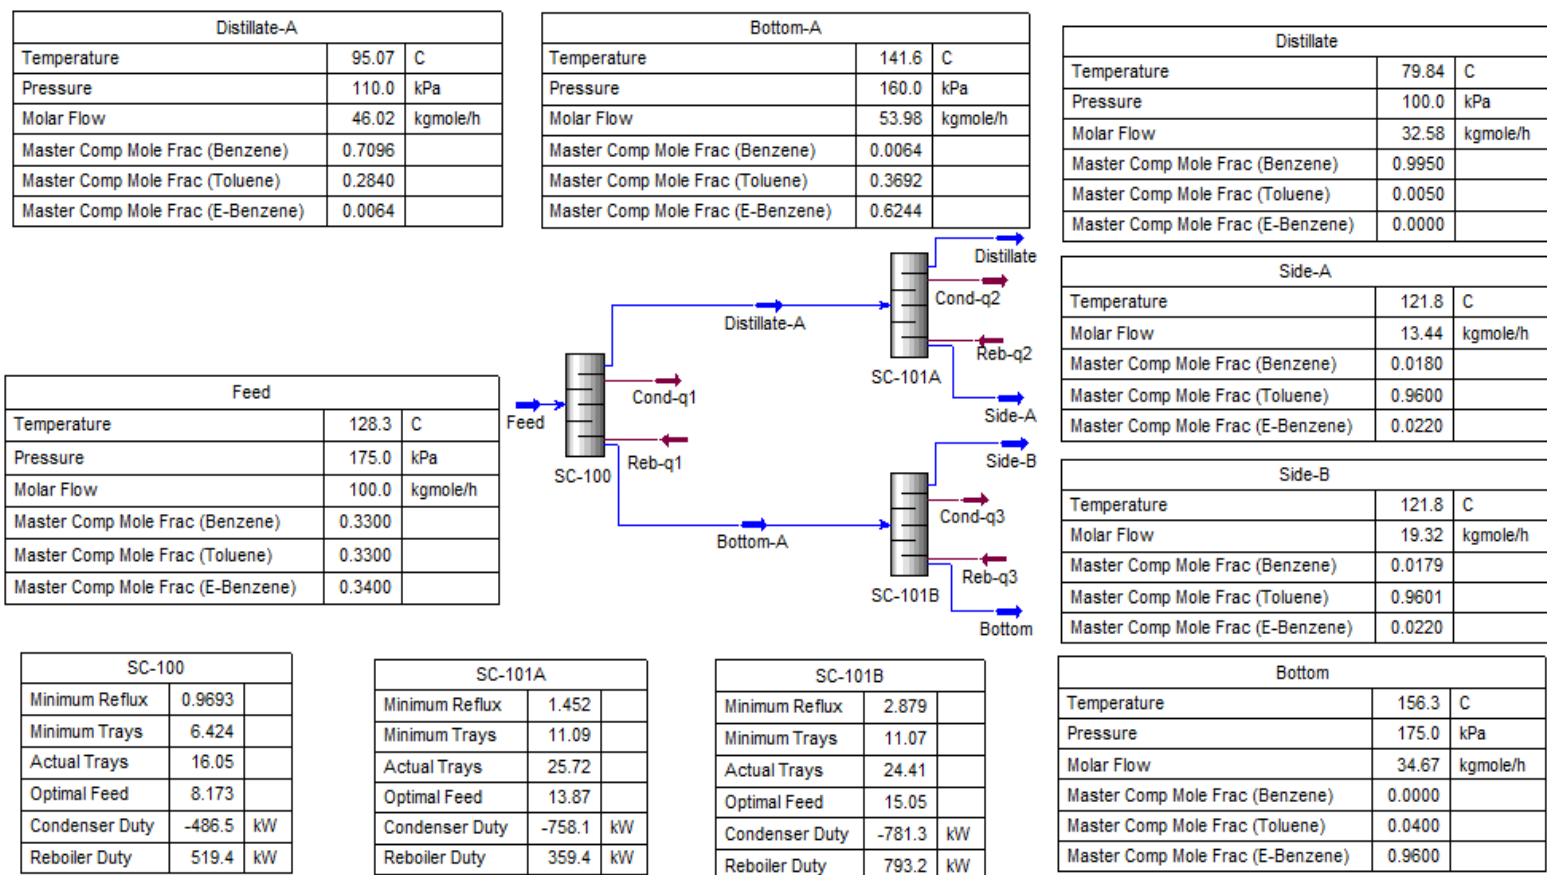 Distillate-A
Temperature 95.07 C
Pressure 110.0 kPa
Molar Flow 46.02 kgmole/h
Master Comp Mole Frac (Benzene) 0.7096
Master Comp Mole Frac (Toluene) 0.2840
Master Comp Mole Frac (E-Benzene) 0.0064
Bottom-A
Temperature 141.6 C
Pressure 160.0 kPa
Molar Flow 53.98 kgmole/h
Master Comp Mole Frac (Benzene) 0.0064
Master Comp Mole Frac (Toluene) 0.3692
Master Comp Mole Frac (E-Benzene) 0.6244
Distillate
Temperature 79.84 C
Pressure 100.0 kPa
Molar Flow 32.58 kgmole/h
Master Comp Mole Frac (Benzene) 0.9950
Master Comp Mole Frac (Toluene) 0.0050
Master Comp Mole Frac (E-Benzene) 0.0000
Side-A
Temperature 121.8 C
Molar Flow 13.44 kgmole/h
Master Comp Mole Frac (Benzene) 0.0180
Master Comp Mole Frac (Toluene) 0.9600
Master Comp Mole Frac (E-Benzene) 0.0220
Feed
Temperature 128.3 C
Pressure 175.0 kPa
Molar Flow 100.0 kgmole/h
Master Comp Mole Frac (Benzene) 0.3300
Master Comp Mole Frac (Toluene) 0.3300
Master Comp Mole Frac (E-Benzene) 0.3400
Feed
SC-100
Cond-q1
Reb-q1
Distillate-A
Bottom-A
Distillate
Cond-q2
Reb-q2
SC-101A
Side-A
Side-B
Cond-q3
Reb-q3
SC-101B
Bottom
Side-B
Temperature 121.8 C
Molar Flow 19.32 kgmole/h
Master Comp Mole Frac (Benzene) 0.0179
Master Comp Mole Frac (Toluene) 0.9601
Master Comp Mole Frac (E-Benzene) 0.0220
SC-100
Minimum Reflux 0.9693
Minimum Trays 6.424
Actual Trays 16.05
Optimal Feed 8.173
Condenser Duty -486.5 kW
Reboiler Duty 519.4 kW
SC-101A
Minimum Reflux 1.452
Minimum Trays 11.09
Actual Trays 25.72
Optimal Feed 13.87
Condenser Duty -758.1 kW
Reboiler Duty 359.4 kW
SC-101B
Minimum Reflux 2.879
Minimum Trays 11.07
Actual Trays 24.41
Optimal Feed 15.05
Condenser Duty -781.3 kW
Reboiler Duty 793.2 kW
Bottom
Temperature 156.3 C
Pressure 175.0 kPa
Molar Flow 34.67 kgmole/h
Master Comp Mole Frac (Benzene) 0.0000
Master Comp Mole Frac (Toluene) 0.0400
Master Comp Mole Frac (E-Benzene) 0.9600